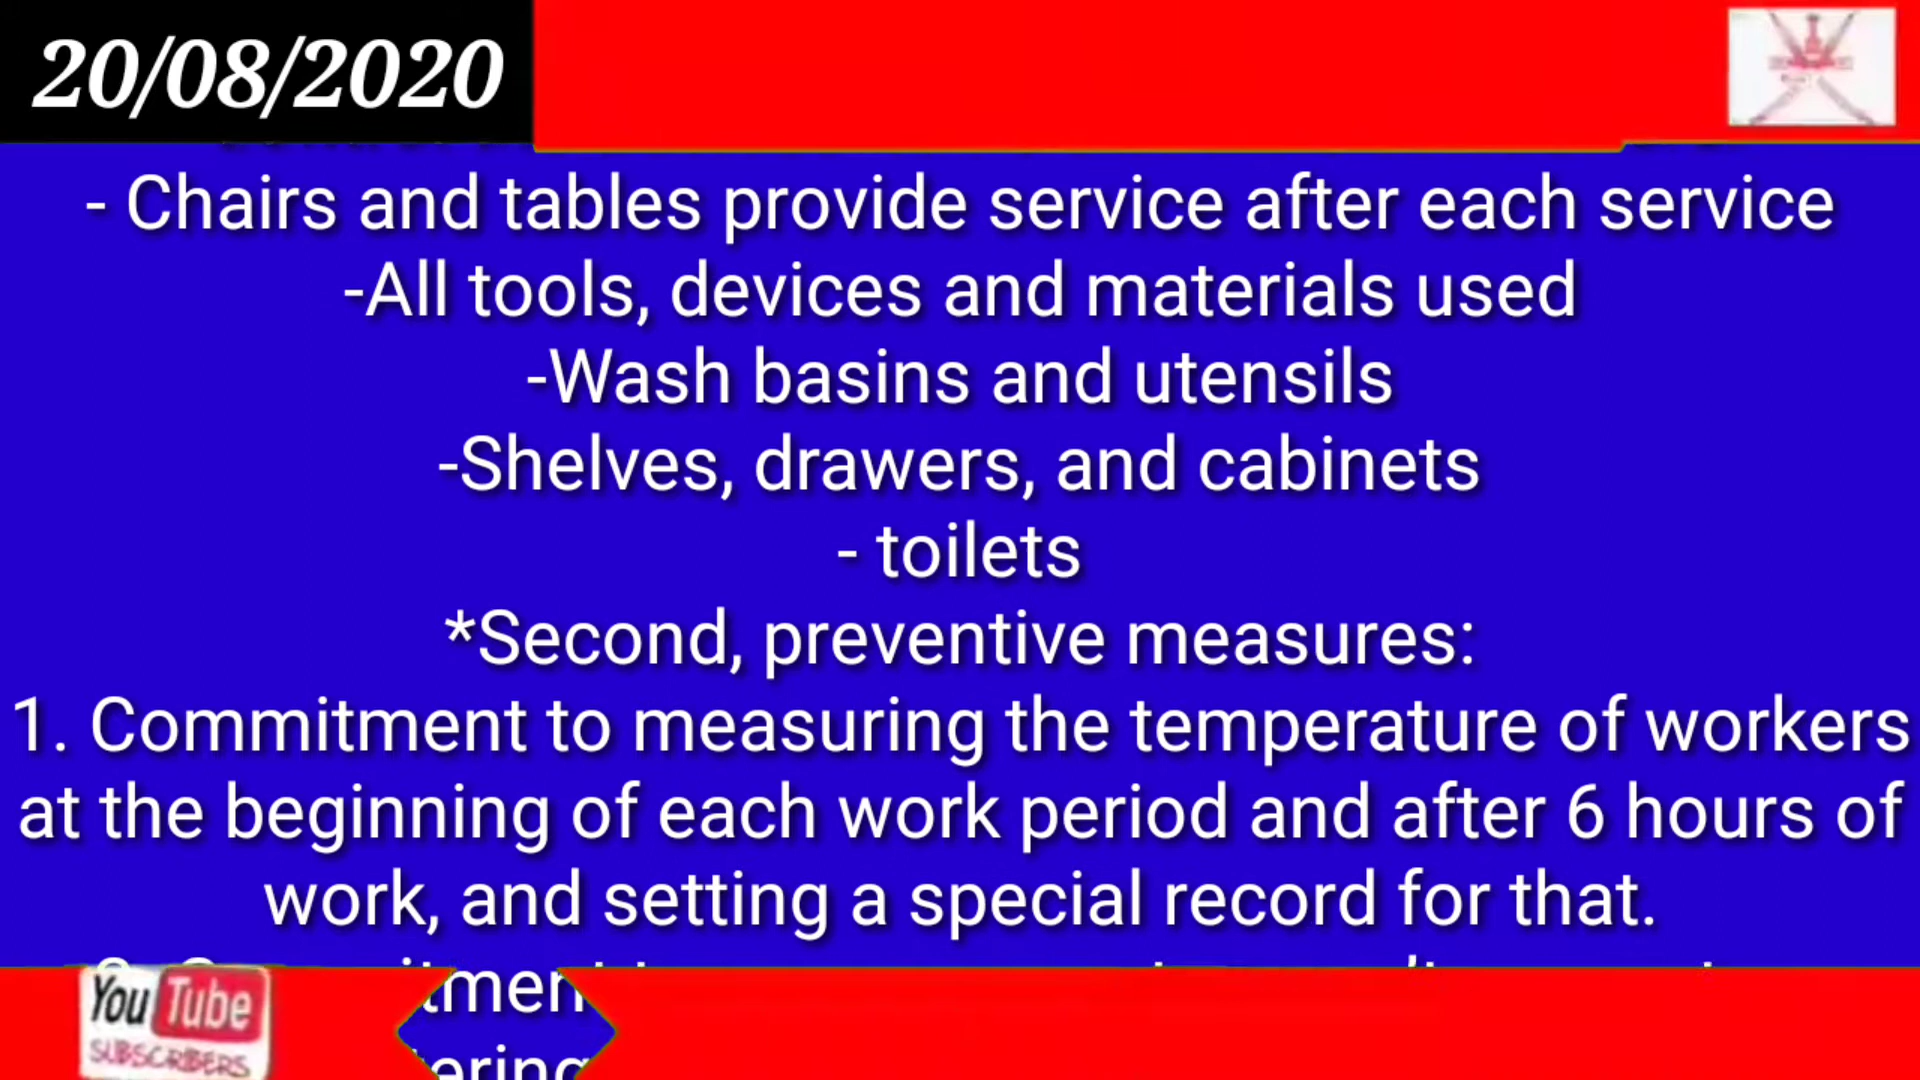 20/08/2020
- Chairs and tables provide service after each service
-All tools, devices and materials used
-Wash basins and utensils
-Shelves, drawers, and cabinets
- toilets
*Second, preventive measures:
1. Commitment to measuring the temperature of workers
at the beginning of each work period and after 6 hours of
work, and setting a special record for that.
You Tube
SUBSCRIBERS